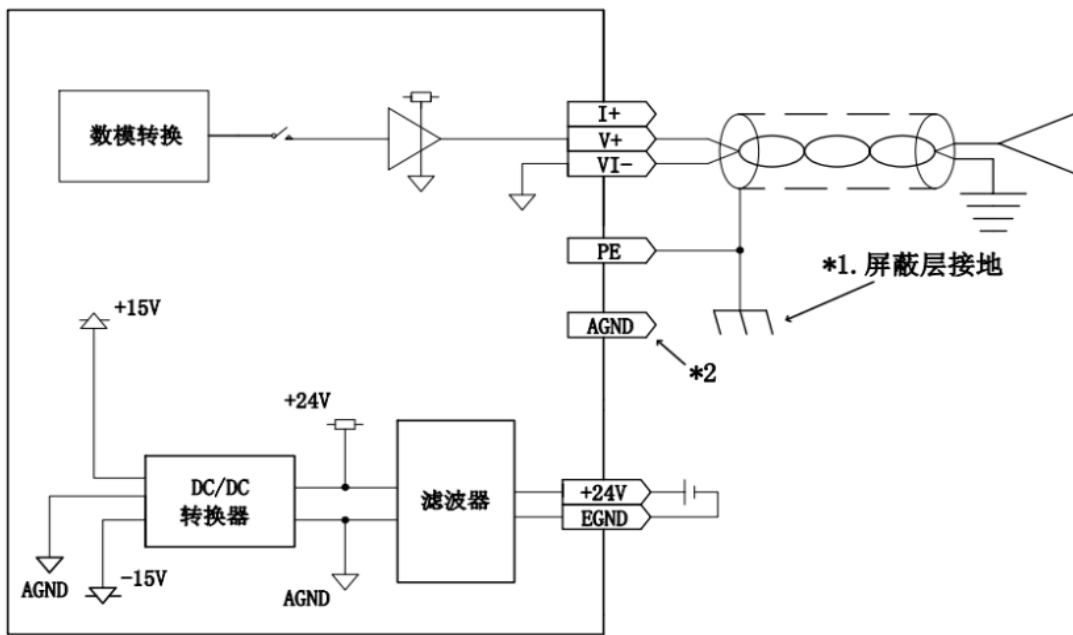 数模转换
I+
V+
VI-
PE
*1.屏蔽层接地
AGND
*2
+15V
+24V
DC/DC
转换器
滤波器
+24V
EGND
AGND
-15V
AGND